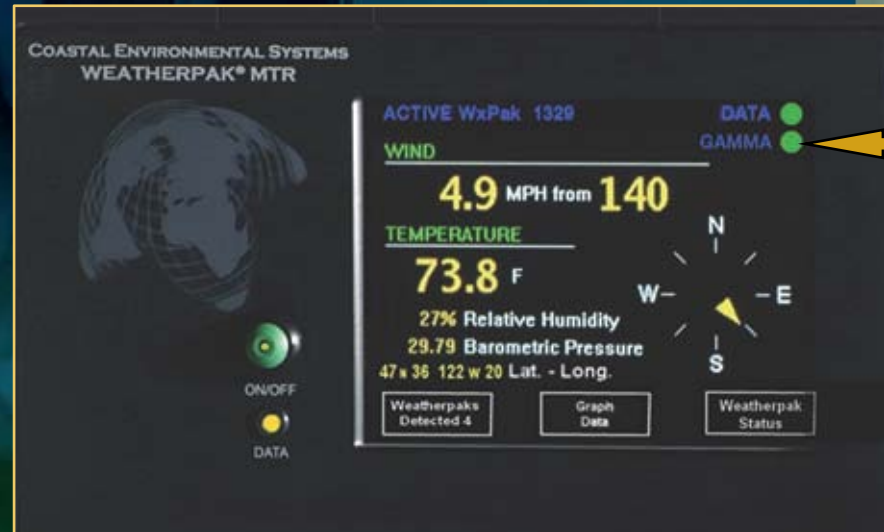 COASTAL ENVIRONMENTAL SYSTEMS
WEATHERPAK® MTR
ACTIVE WxPak 1329
DATA
GAMMA
WIND
4.9 MPH from 140
TEMPERATURE
73.8 F
27% Relative Humidity
29.79 Barometric Pressure
47 n 36 122 w 20 Lat. - Long.
N
W
E
S
Weatherpaks
Detected 4
Graph
Data
Weatherpak
Status
ON/OFF
DATA